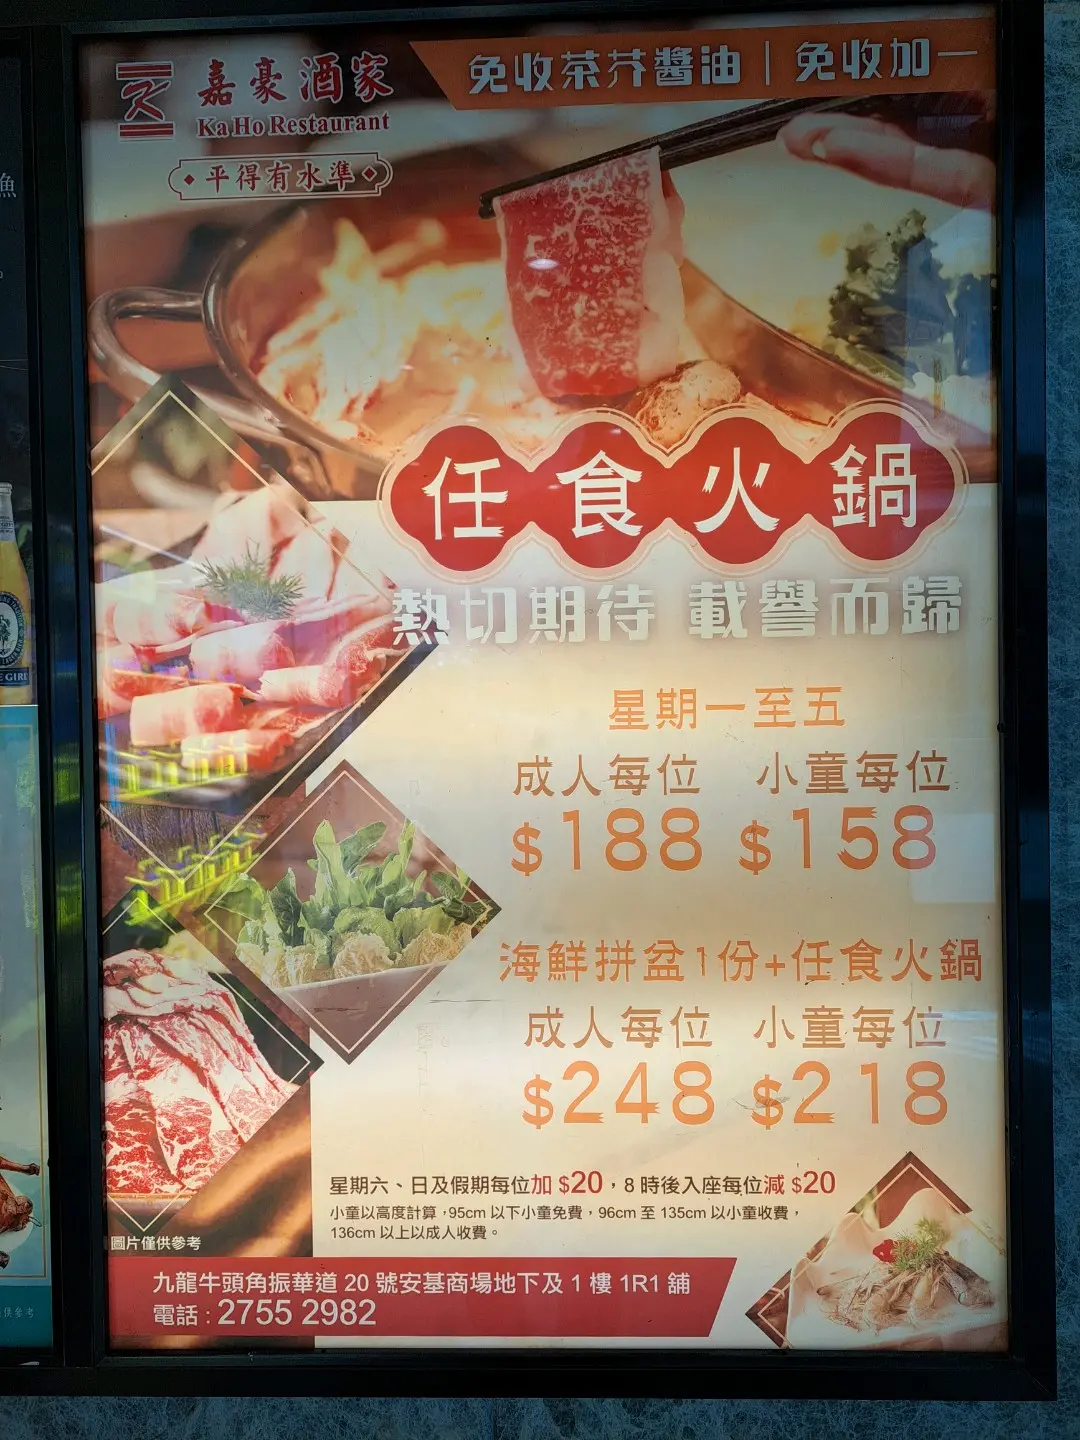 嘉豪酒家
Ka Ho Restaurant
平得有水準
免收茶芥醬油 | 免收加一
任食火鍋
熱切期待 載譽而歸
星期一至五
成人每位 小童每位
$188 $158
海鮮拼盆1份+任食火鍋
成人每位 小童每位
$248 $218
星期六、日及假期每位加 $20，8 時後入座每位減 $20
小童以高度計算，95cm 以下小童免費，96cm 至 135cm 以小童收費，
136cm 以上以成人收費。
圖片僅供參考
九龍牛頭角振華道 20 號安基商場地下及 1 樓 1R1 舖
電話 : 2755 2982